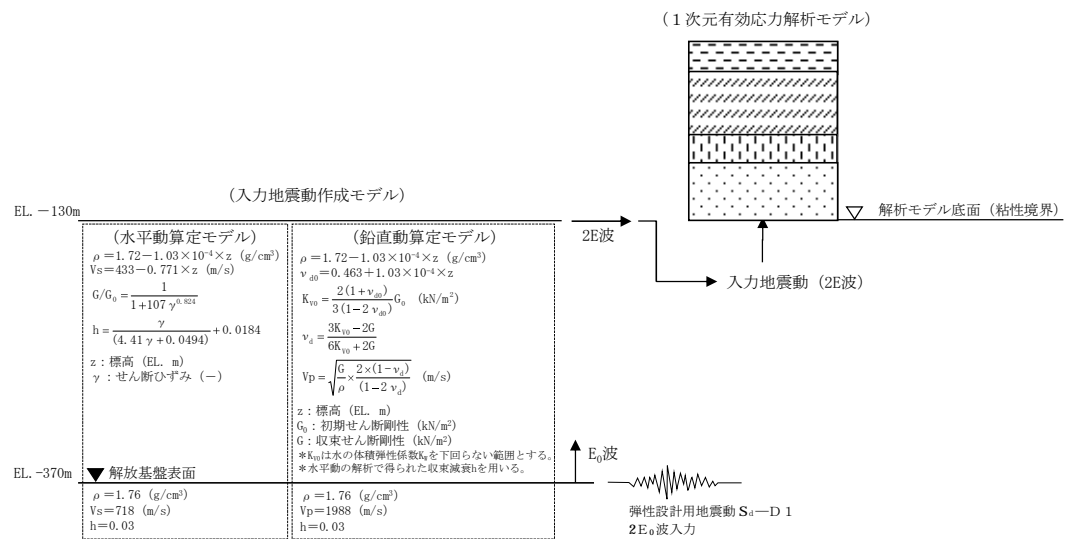 (1次元有効応力解析モデル)
(入力地震動作成モデル)
EL. −130m
解析モデル底面(粘性境界)
2E波
入力地震動(2E波)
(水平動算定モデル)
ρ=1.72−1.03×10⁻⁴×z (g/cm³)
Vs=433−0.771×z (m/s)
G/G₀ = 1 / (1+107 γ^0.824)
h = γ / (4.41 γ+0.0494) +0.0184
z:標高 (EL. m)
γ:せん断ひずみ (−)
(鉛直動算定モデル)
ρ=1.72−1.03×10⁻⁴×z (g/cm³)
ν_d0=0.463+1.03×10⁻⁴×z
K_V0 = 2(1+ν_d0) / 3(1−2ν_d0) G₀ (kN/m²)
ν_d = (3K_V0−2G) / (6K_V0+2G)
Vp = √(G/ρ × 2×(1−ν_d) / (1−2ν_d)) (m/s)
z:標高 (EL. m)
G₀:初期せん断剛性 (kN/m²)
G:収束せん断剛性 (kN/m²)
*K_V0は水の体積弾性係数K_wを下回らない範囲とする。
*水平動の解析で得られた収束減衰hを用いる。
EL. -370m
解放基盤表面
E₀波
ρ=1.76 (g/cm³)
Vs=718 (m/s)
h=0.03
ρ=1.76 (g/cm³)
Vp=1988 (m/s)
h=0.03
弾性設計用地震動 S_d―D1
2E₀波入力